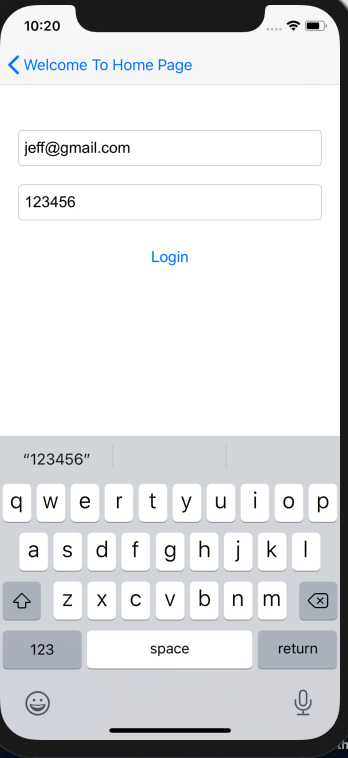 10:20
Welcome To Home Page
jeff@gmail.com
123456
Login
“123456”
q w e r t y u i o p
a s d f g h j k l
z x c v b n m
123 space return